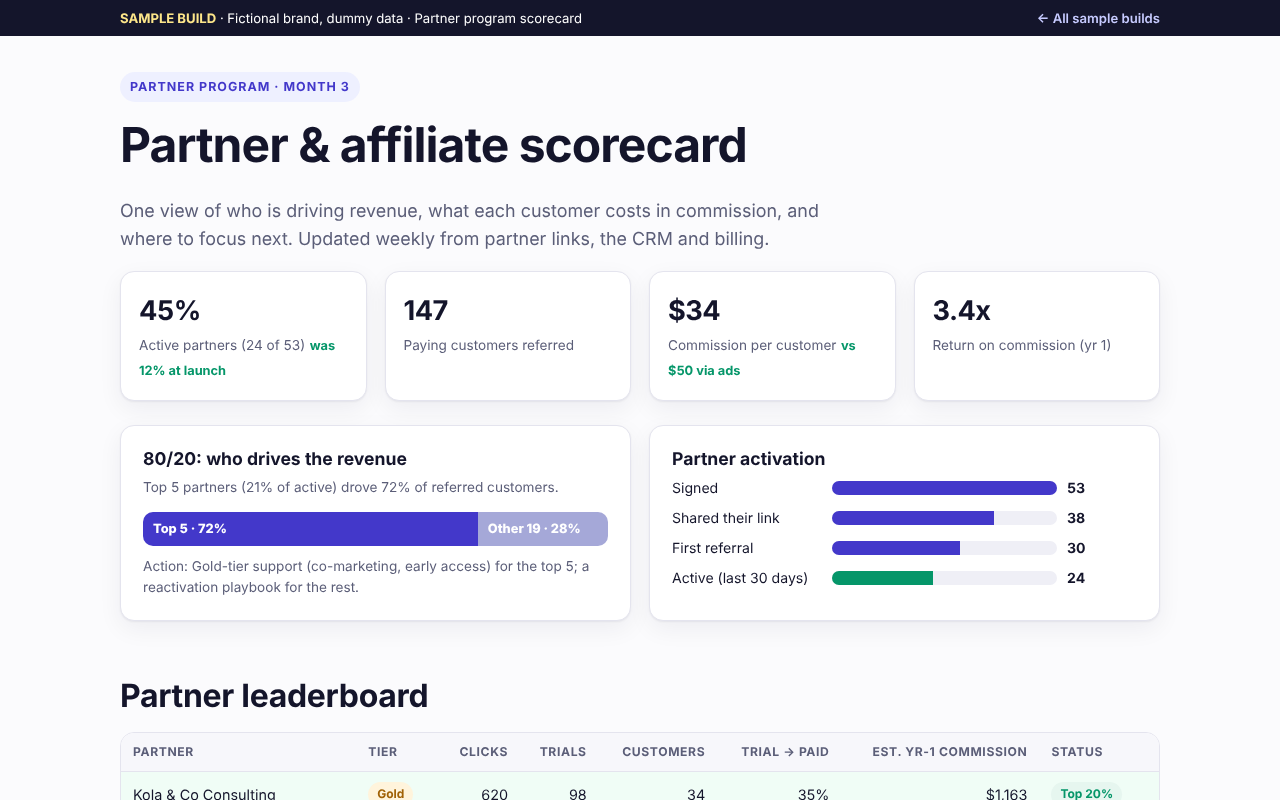 SAMPLE BUILD · Fictional brand, dummy data · Partner program scorecard
← All sample builds
PARTNER PROGRAM · MONTH 3
Partner & affiliate scorecard
One view of who is driving revenue, what each customer costs in commission, and
where to focus next. Updated weekly from partner links, the CRM and billing.
45%
Active partners (24 of 53) was
12% at launch
147
Paying customers referred
$34
Commission per customer vs
$50 via ads
3.4x
Return on commission (yr 1)
80/20: who drives the revenue
Top 5 partners (21% of active) drove 72% of referred customers.
Top 5 · 72%
Other 19 · 28%
Action: Gold-tier support (co-marketing, early access) for the top 5; a
reactivation playbook for the rest.
Partner activation
Signed 53
Shared their link 38
First referral 30
Active (last 30 days) 24
Partner leaderboard
PARTNER TIER CLICKS TRIALS CUSTOMERS TRIAL → PAID EST. YR-1 COMMISSION STATUS
Kola & Co Consulting Gold 620 98 34 35% $1,163 Top 20%